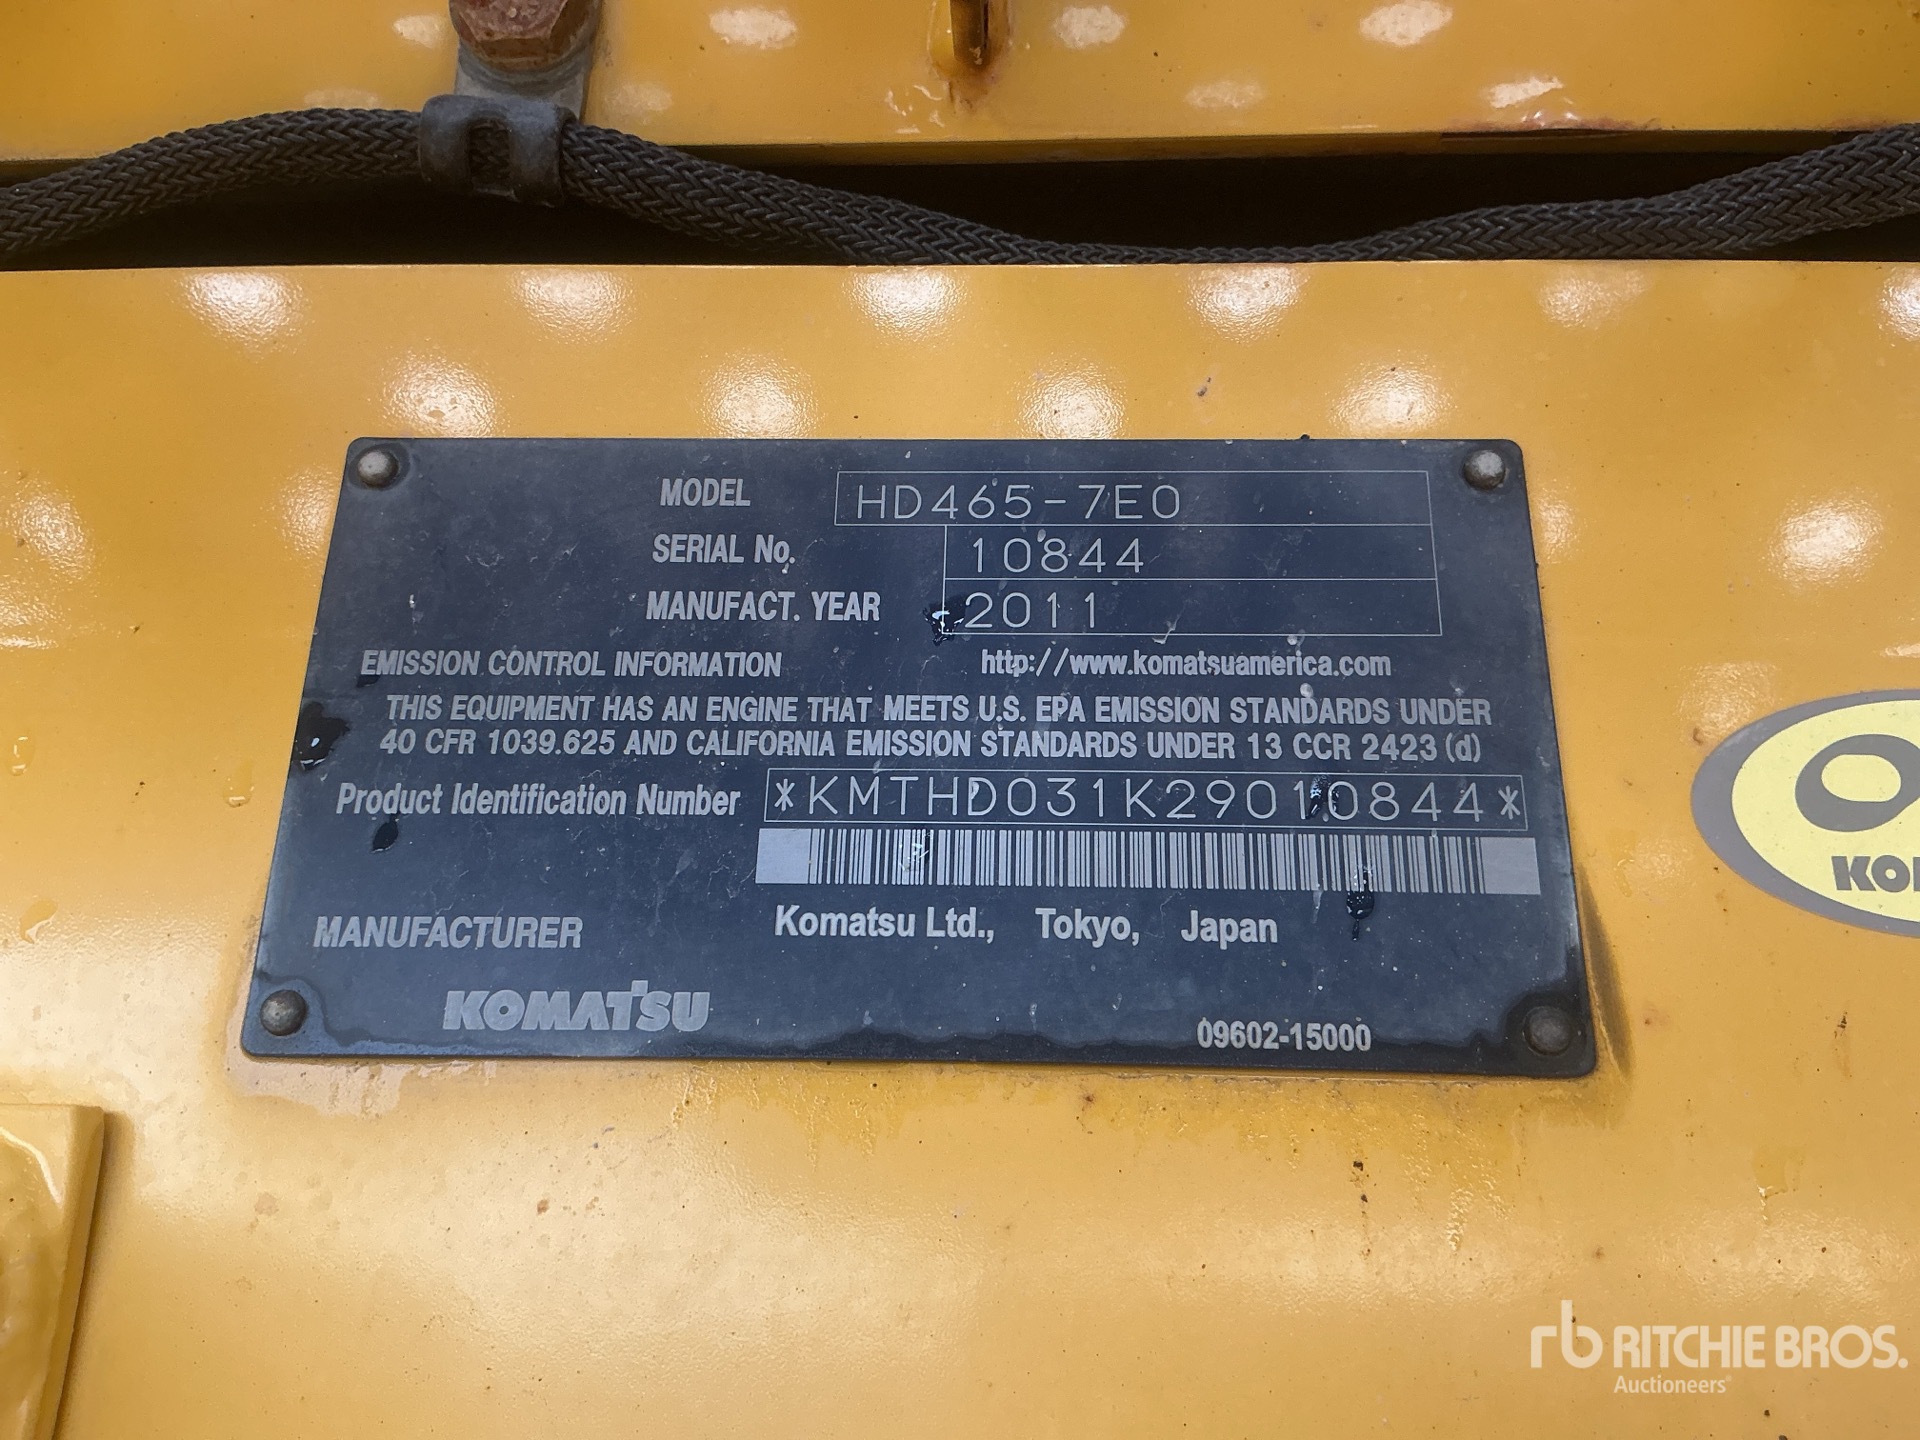 MODEL HD465-7E0
SERIAL No. 10844
MANUFACT. YEAR 2011
EMISSION CONTROL INFORMATION http://www.komatsuamerica.com
THIS EQUIPMENT HAS AN ENGINE THAT MEETS U.S. EPA EMISSION STANDARDS UNDER
40 CFR 1039.625 AND CALIFORNIA EMISSION STANDARDS UNDER 13 CCR 2423 (d)
Product Identification Number *KMTHD031K29010844*
MANUFACTURER Komatsu Ltd., Tokyo, Japan
KOMATSU
09602-15000
rb RITCHIE BROS.
Auctioneers